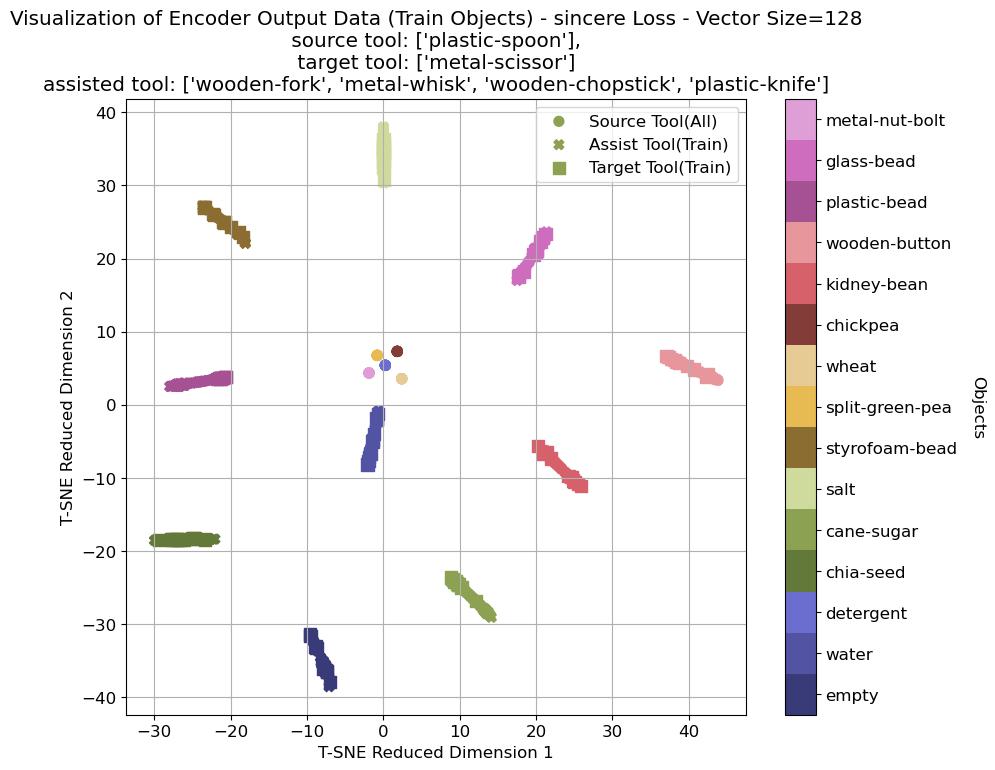 Visualization of Encoder Output Data (Train Objects) - sincere Loss - Vector Size=128
source tool: ['plastic-spoon'],
target tool: ['metal-scissor']
assisted tool: ['wooden-fork', 'metal-whisk', 'wooden-chopstick', 'plastic-knife']
Source Tool(All)
Assist Tool(Train)
Target Tool(Train)
T-SNE Reduced Dimension 2
40
30
20
10
0
−10
−20
−30
−40
−30
−20
−10
0
10
20
30
40
T-SNE Reduced Dimension 1
metal-nut-bolt
glass-bead
plastic-bead
wooden-button
kidney-bean
chickpea
wheat
split-green-pea
styrofoam-bead
salt
cane-sugar
chia-seed
detergent
water
empty
Objects